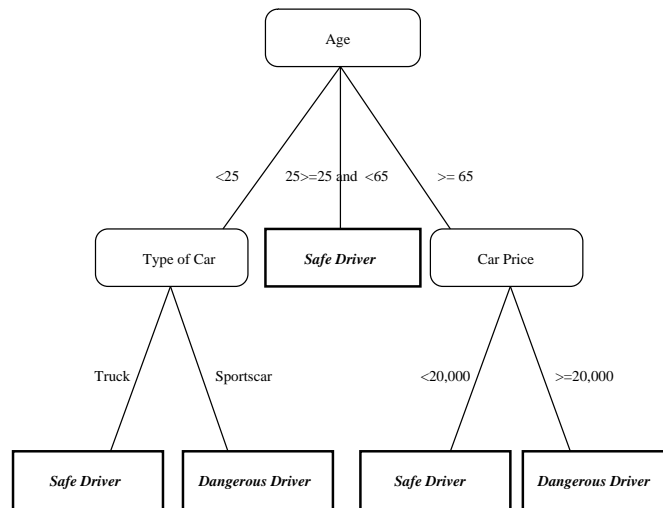 Age
<25
25>=25 and <65
>= 65
Type of Car
Safe Driver
Car Price
Truck
Sportscar
<20,000
>=20,000
Safe Driver
Dangerous Driver
Safe Driver
Dangerous Driver